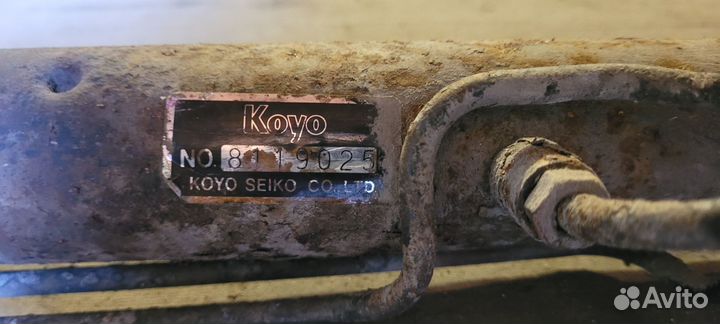 Koyo
NO. 8119025
KOYO SEIKO CO. LTD
Avito